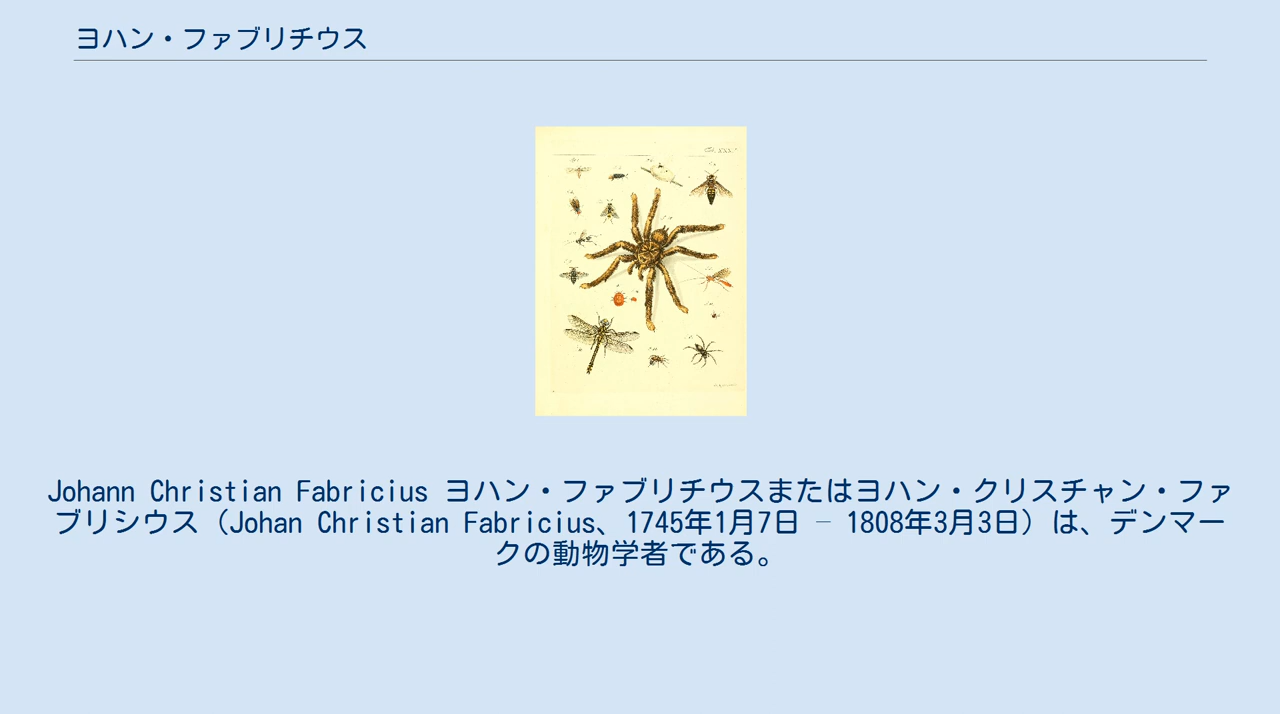 ヨハン・ファブリチウス
Johann Christian Fabricius ヨハン・ファブリチウスまたはヨハン・クリスチャン・ファ
ブリシウス（Johan Christian Fabricius、1745年1月7日 – 1808年3月3日）は、デンマー
クの動物学者である。